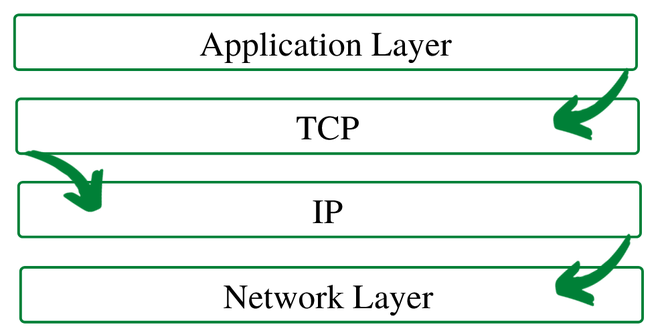 Application Layer
TCP
IP
Network Layer